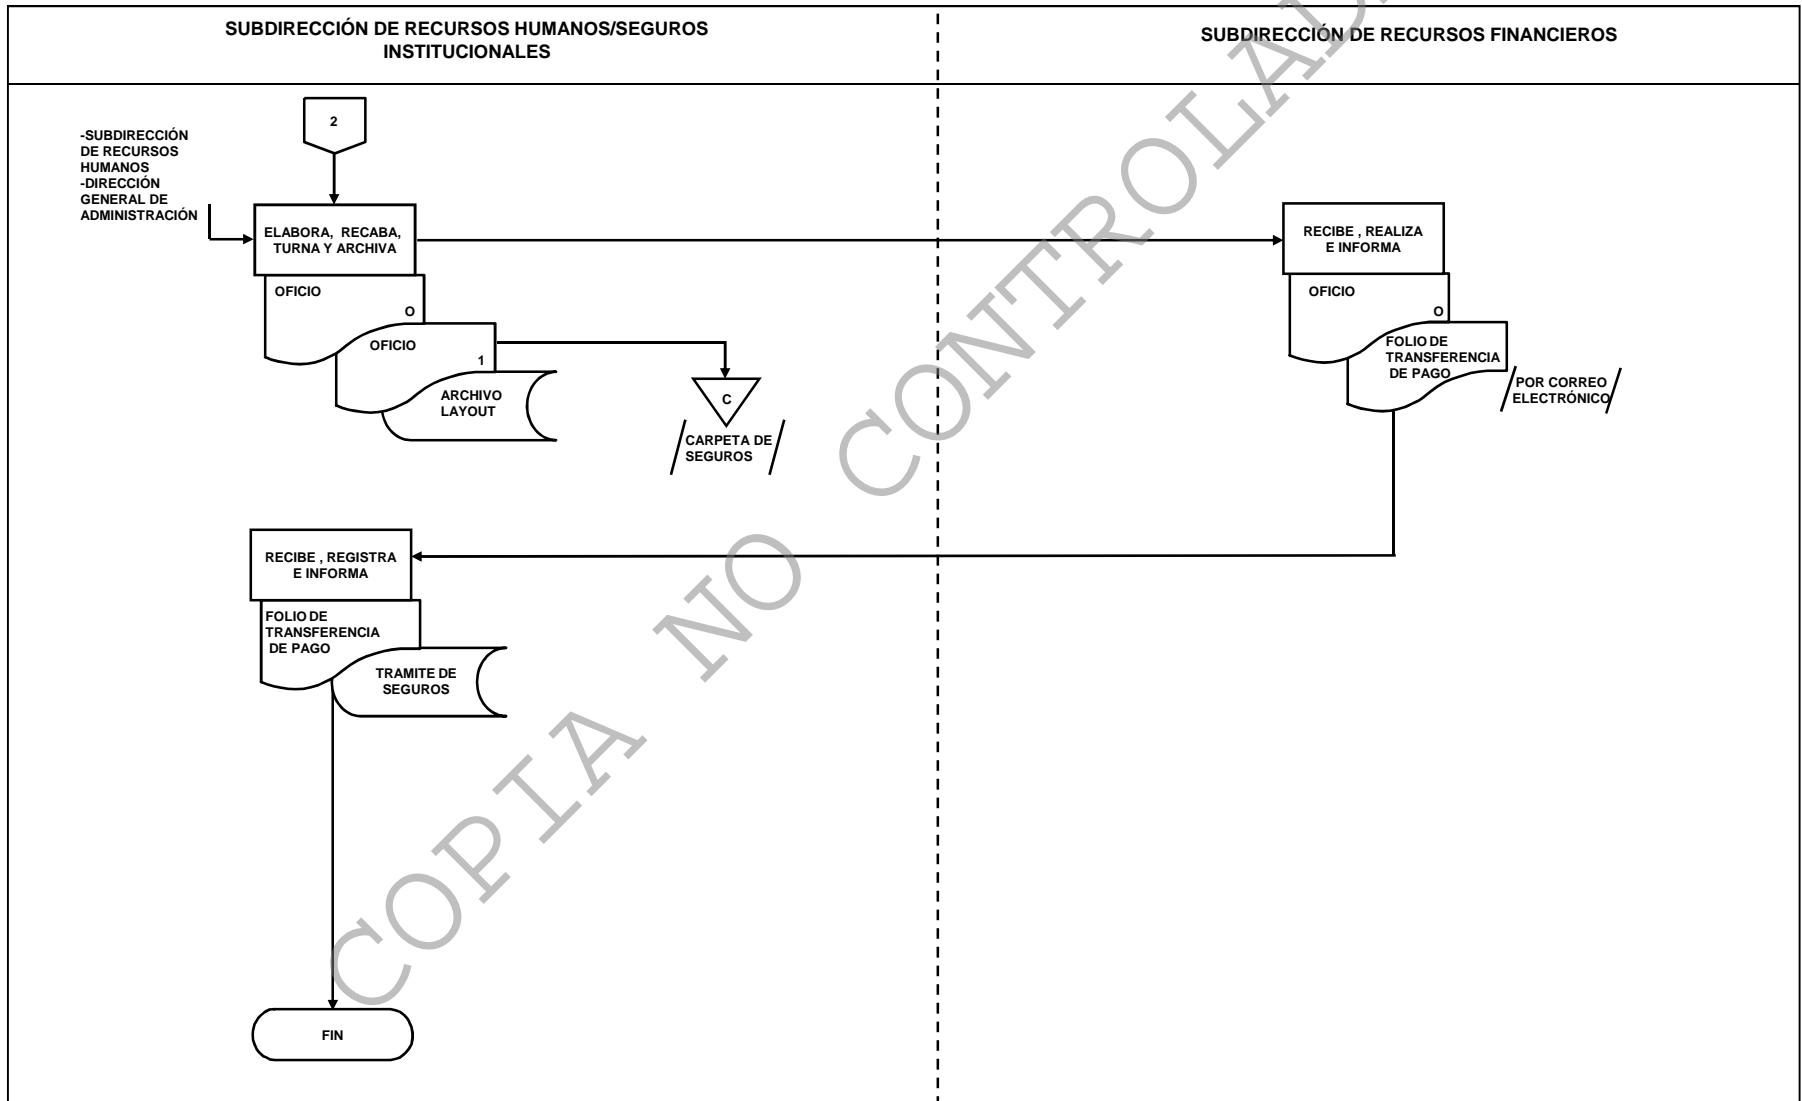 SUBDIRECCIÓN DE RECURSOS HUMANOS/SEGUROS
INSTITUCIONALES
SUBDIRECCIÓN DE RECURSOS FINANCIEROS
2
-SUBDIRECCIÓN
DE RECURSOS
HUMANOS
-DIRECCIÓN
GENERAL DE
ADMINISTRACIÓN
ELABORA, RECABA,
TURNA Y ARCHIVA
OFICIO
O
OFICIO
1
ARCHIVO
LAYOUT
C
CARPETA DE
SEGUROS
RECIBE , REALIZA
E INFORMA
OFICIO
O
FOLIO DE
TRANSFERENCIA
DE PAGO
POR CORREO
ELECTRÓNICO
RECIBE , REGISTRA
E INFORMA
FOLIO DE
TRANSFERENCIA
DE PAGO
TRAMITE DE
SEGUROS
FIN
COPIA NO CONTROLAD